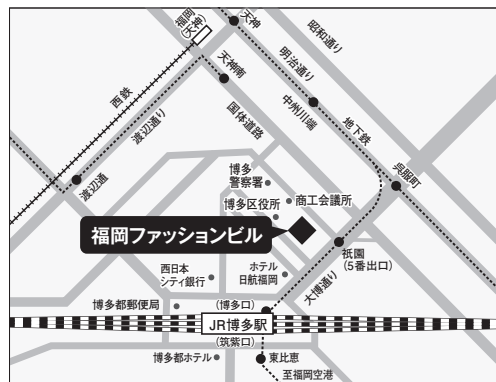 福岡
(天神)
天神
昭和通り
明治通り
天神南
西鉄
渡辺通り
国体道路
中州川端
地下鉄
呉服町
渡辺通
博多
警察署
商工会議所
博多区役所
福岡ファッションビル
祇園
(5番出口)
西日本
シティ銀行
ホテル
日航福岡
大博通り
博多都郵便局
(博多口)
JR博多駅
(筑紫口)
博多都ホテル
東比恵
至福岡空港